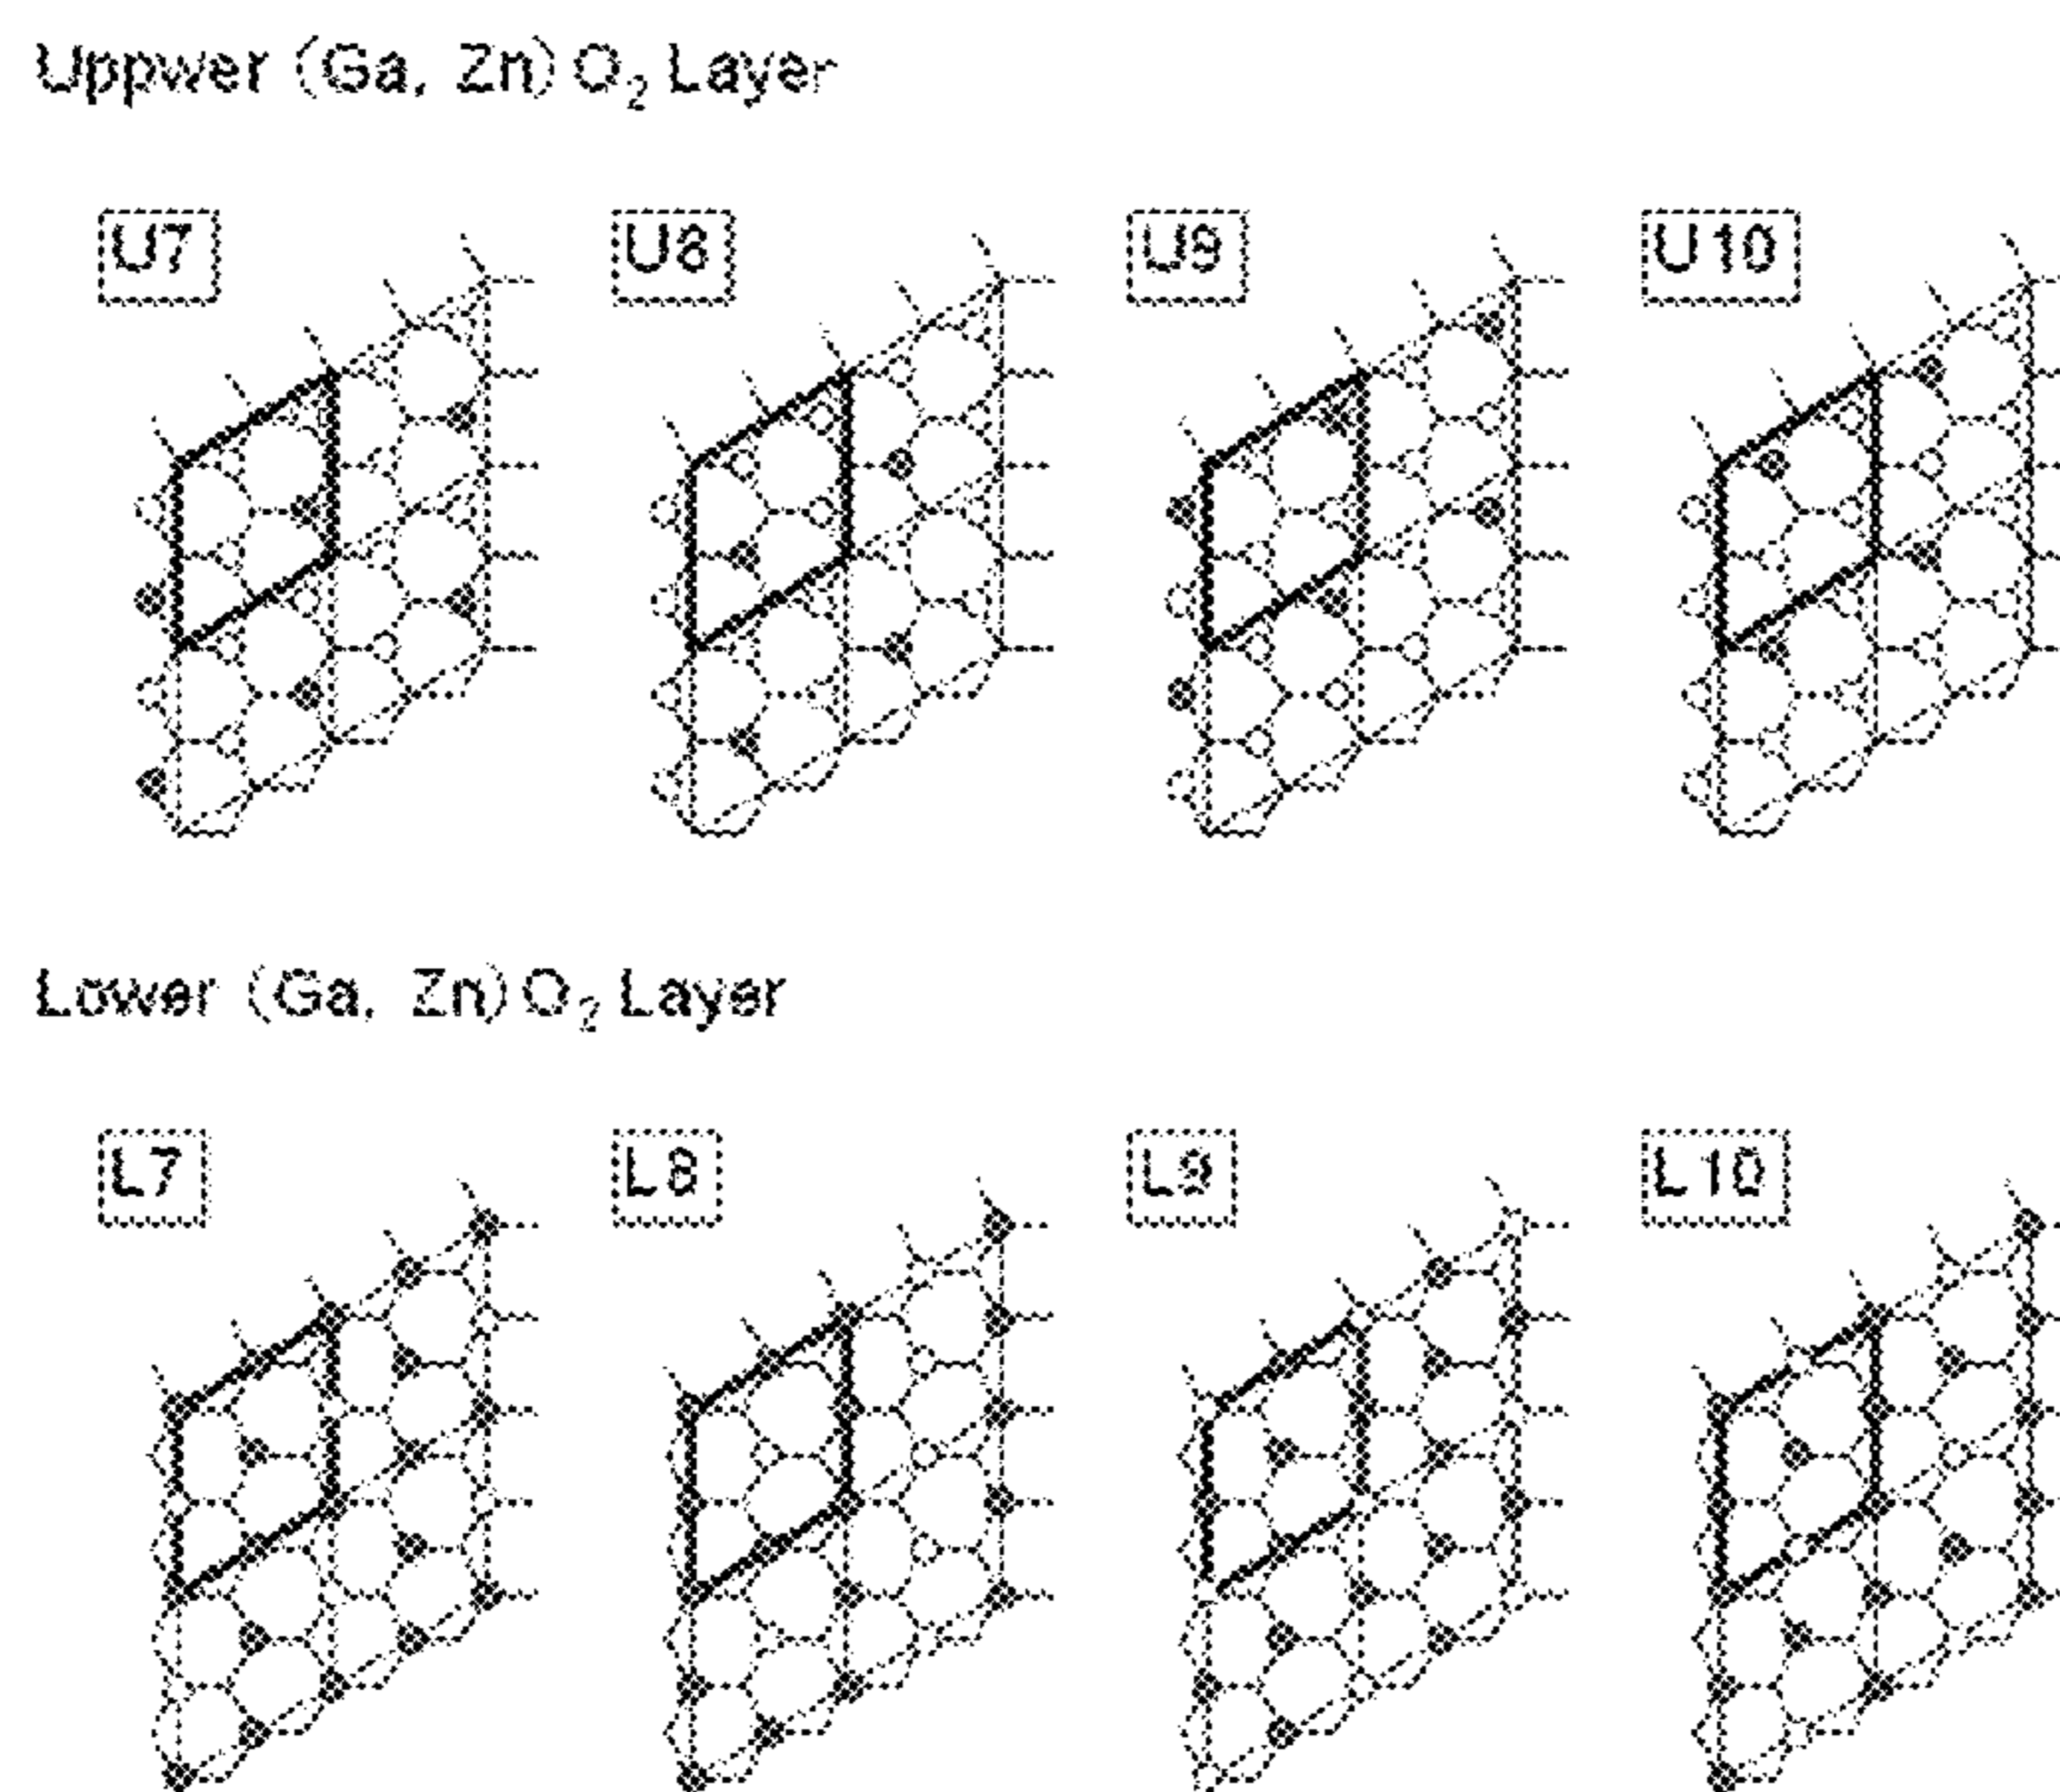 Uppwer (Ga, Zn)O₂ Layer
U7 U8 U9 U10
Lower (Ga, Zn)O₂ Layer
L7 L8 L9 L10